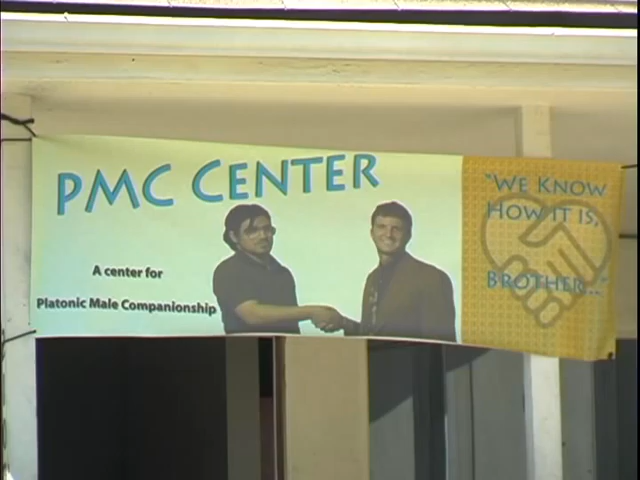 PMC CENTER
A center for
Platonic Male Companionship
"WE KNOW
HOW IT IS,
BROTHER..."